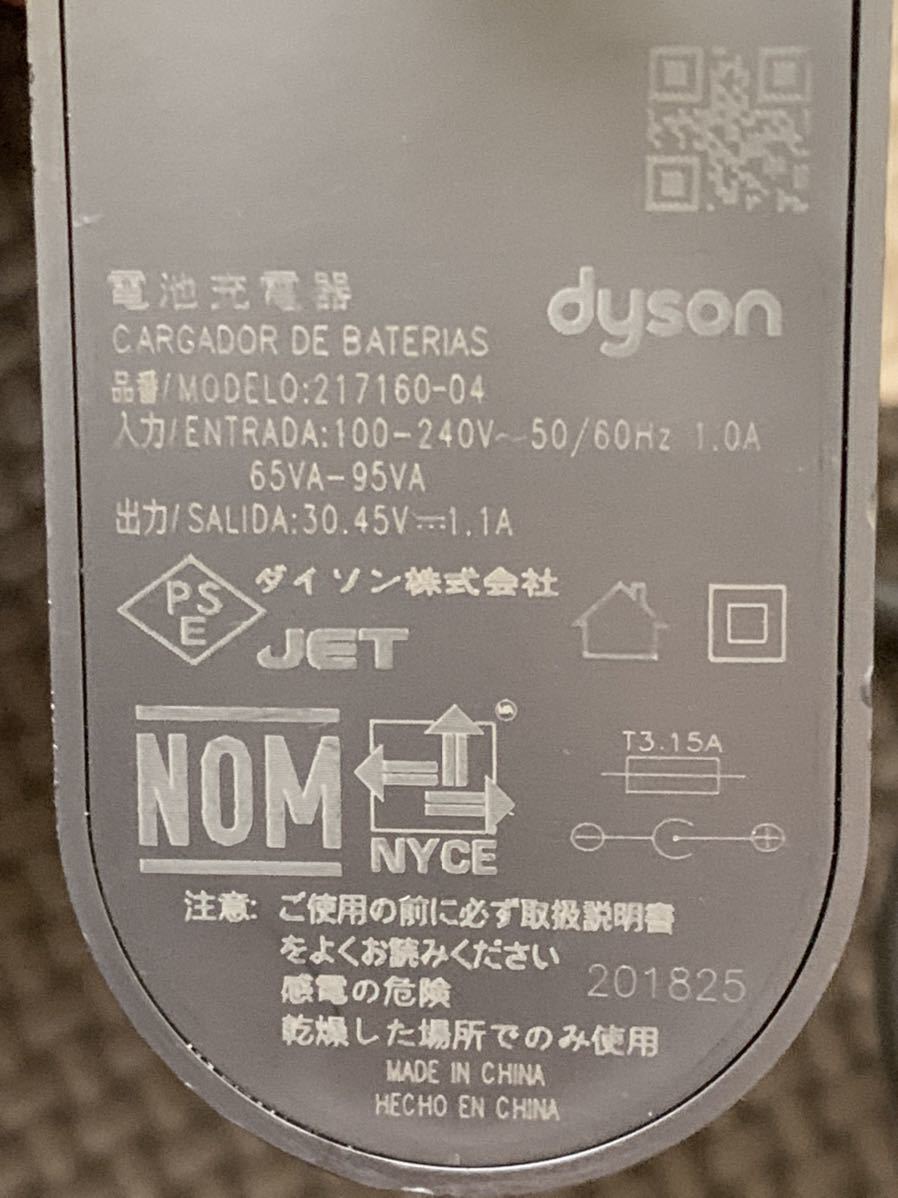 電池充電器
dyson
CARGADOR DE BATERIAS
品番/MODELO:217160-04
入力/ENTRADA:100-240V~50/60Hz 1.0A
65VA-95VA
出力/SALIDA:30.45V⎓1.1A
PS
E
ダイソン株式会社
JET
NOM
NYCE
T3.15A
注意: ご使用の前に必ず取扱説明書
をよくお読みください
感電の危険
乾燥した場所でのみ使用
201825
MADE IN CHINA
HECHO EN CHINA